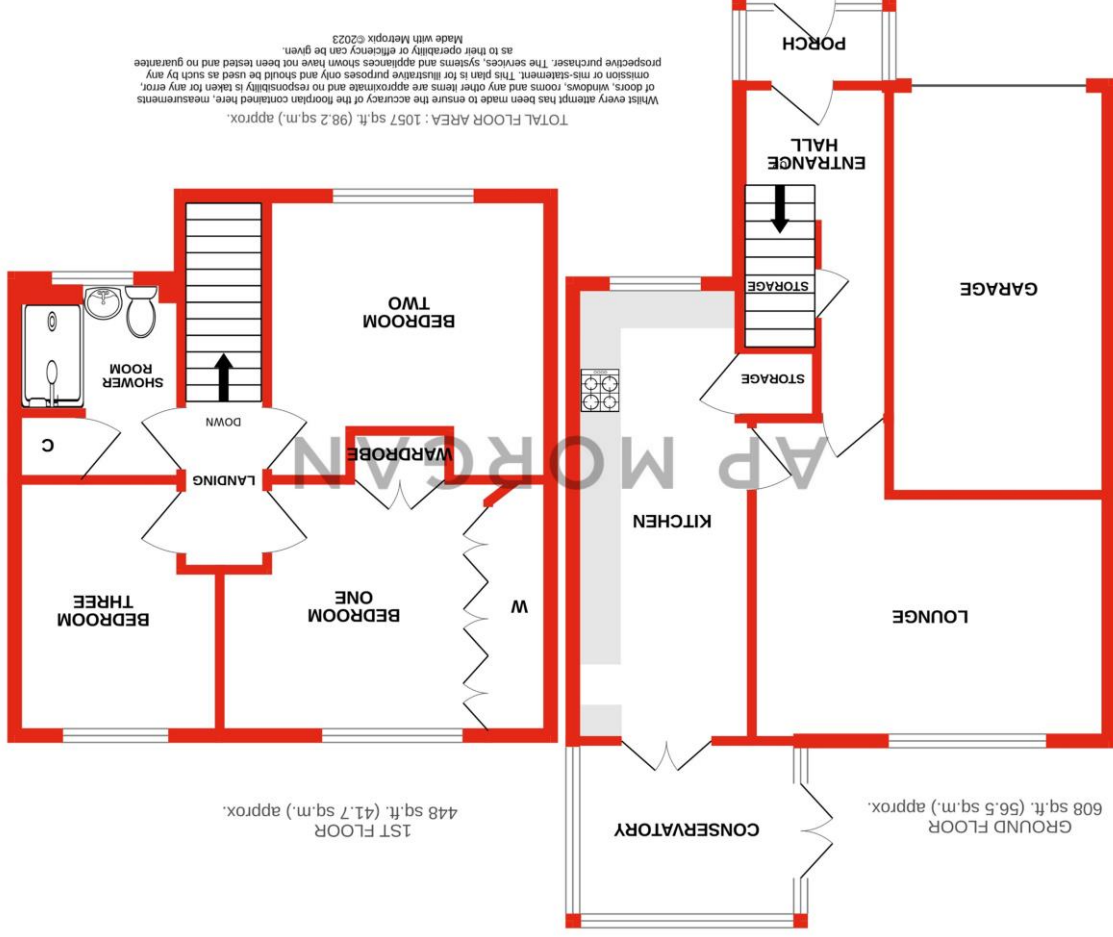 GROUND FLOOR
608 sq.ft. (56.5 sq.m.) approx.
CONSERVATORY
LOUNGE
KITCHEN
STORAGE
STORAGE
GARAGE
ENTRANCE
HALL
PORCH
1ST FLOOR
448 sq.ft. (41.7 sq.m.) approx.
W
BEDROOM
ONE
BEDROOM
THREE
LANDING
WARDROBE
C
DOWN
SHOWER
ROOM
BEDROOM
TWO
AP MORGAN
TOTAL FLOOR AREA : 1057 sq.ft. (98.2 sq.m.) approx.
Whilst every attempt has been made to ensure the accuracy of the floorplan contained here, measurements
of doors, windows, rooms and any other items are approximate and no responsibility is taken for any error,
omission or mis-statement. This plan is for illustrative purposes only and should be used as such by any
prospective purchaser. The services, systems and appliances shown have not been tested and no guarantee
as to their operability or efficiency can be given.
Made with Metropix ©2023